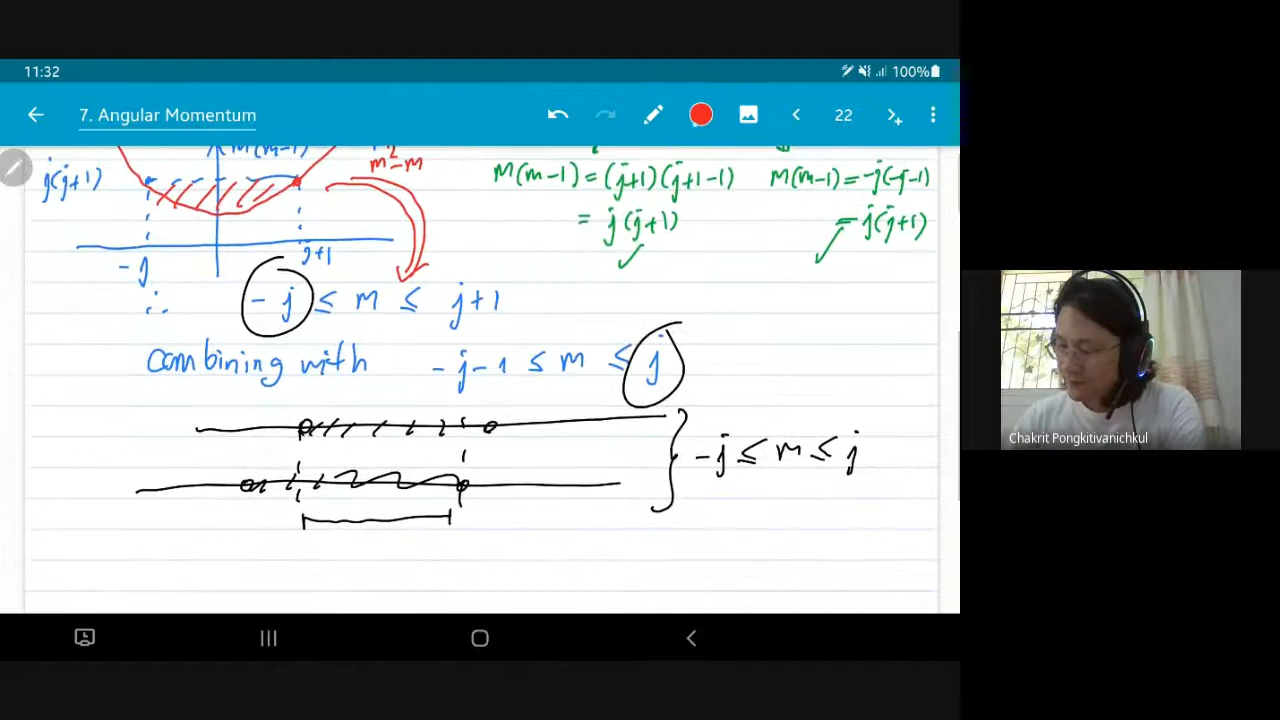 11:32
100%
7. Angular Momentum
22
m(m-1)
m²-m
j(j+1)
m(m-1) = (j+1)(j+1-1)
= j(j+1)
m(m-1) = -j(-j-1)
= j(j+1)
-j
j+1
∴ -j ≤ m ≤ j+1
combining with -j-1 ≤ m ≤ j
-j ≤ m ≤ j
Chakrit Pongkitivanichkul